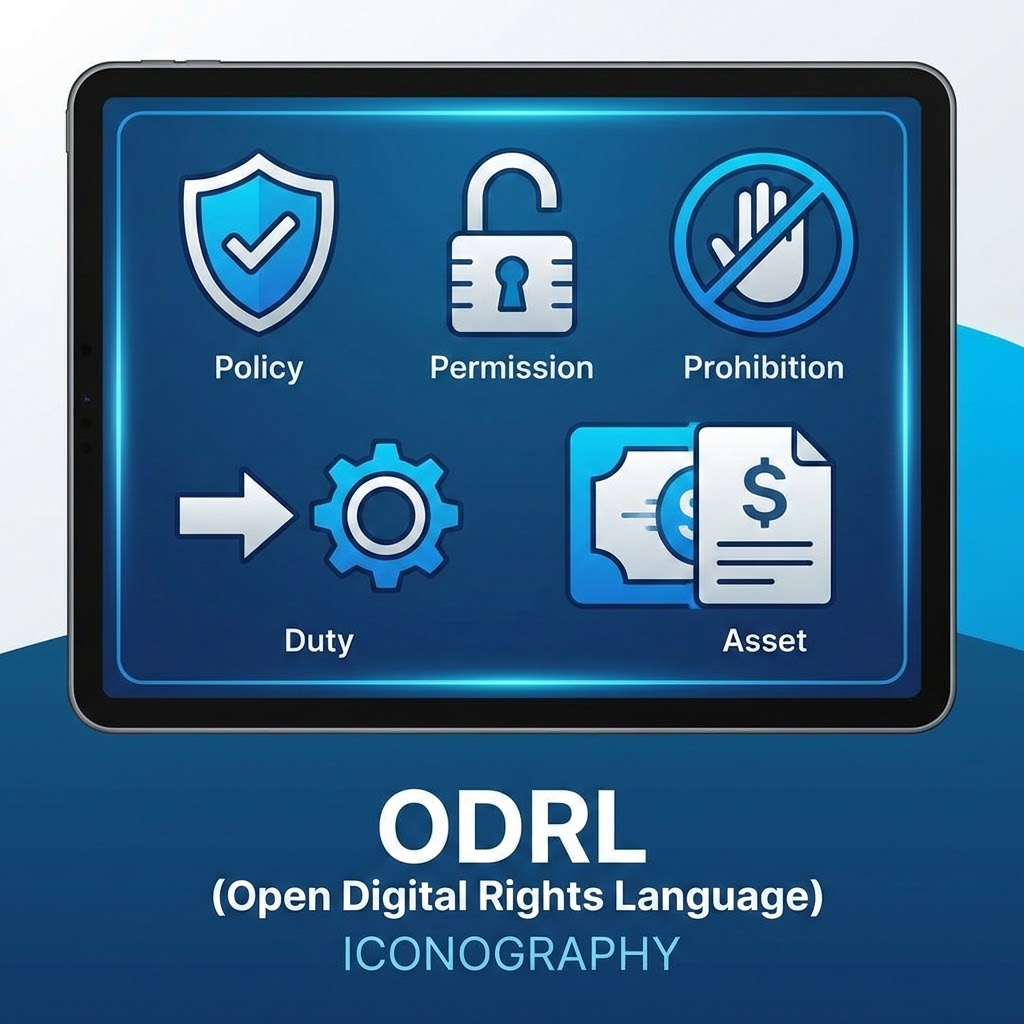 Policy
Permission
Prohibition
$
$
Duty
Asset
ODRL
(Open Digital Rights Language)
ICONOGRAPHY